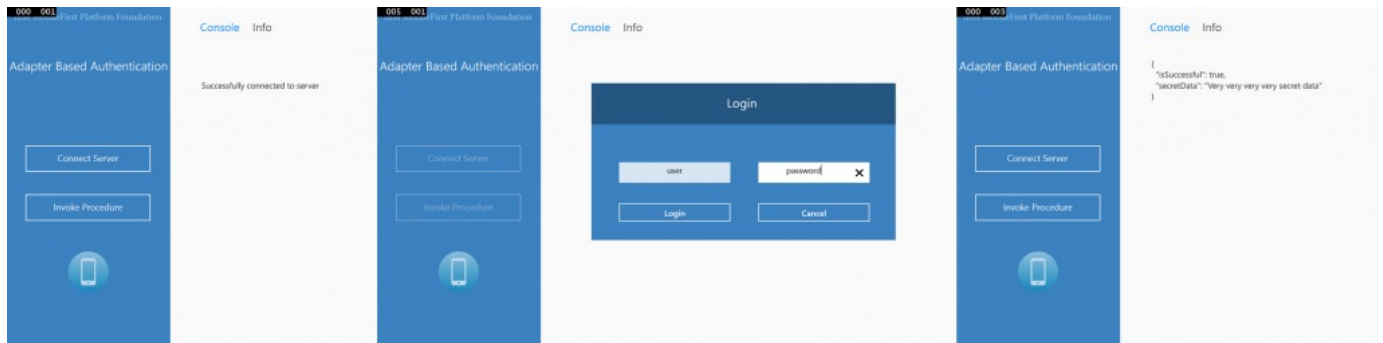 000 001
First Platform Foundation
Console Info
Adapter Based Authentication
Successfully connected to server
Connect Server
Invoke Procedure
005 001
First Platform Foundation
Console Info
Adapter Based Authentication
Login
Connect Server
user password
Invoke Procedure
Login Cancel
000 003
First Platform Foundation
Console Info
Adapter Based Authentication
{
"isSuccessful": true,
"secretData": "Very very very very secret data"
}
Connect Server
Invoke Procedure